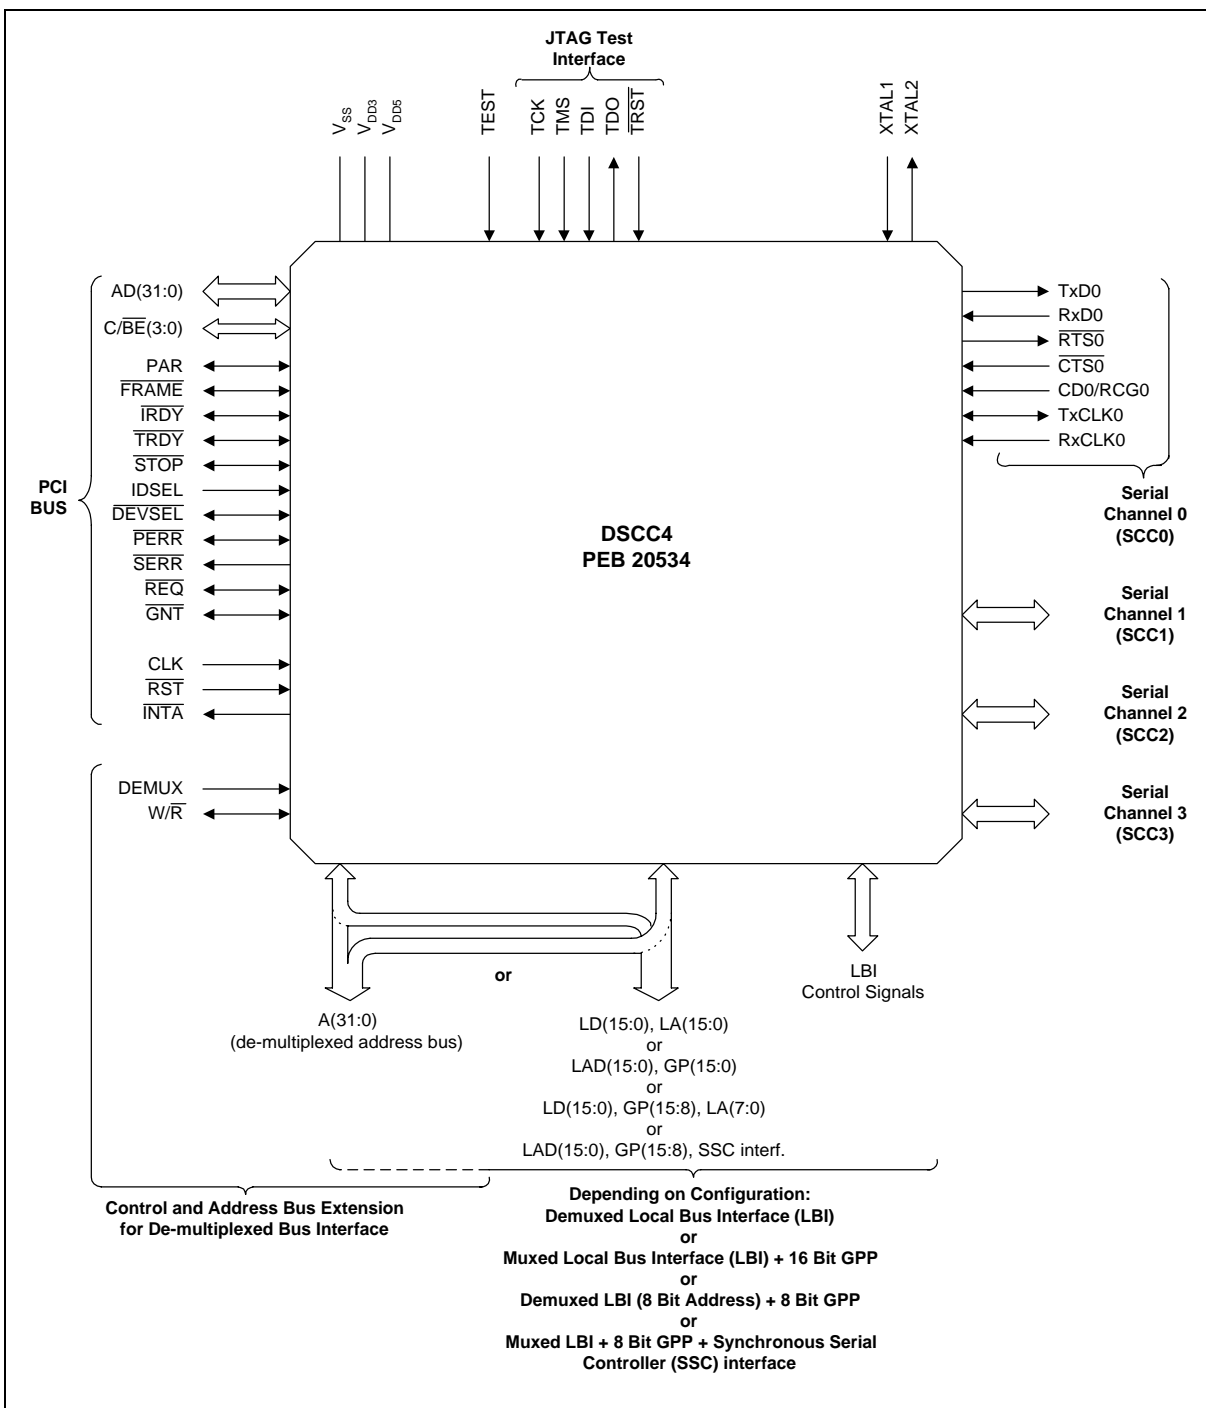 JTAG Test
Interface
VSS
VDD3
VDD5
TEST
TCK
TMS
TDI
TDO
TRST
XTAL1
XTAL2
AD(31:0)
C/BE(3:0)
PAR
FRAME
IRDY
TRDY
STOP
IDSEL
DEVSEL
PERR
SERR
REQ
GNT
CLK
RST
INTA
PCI
BUS
DEMUX
W/R
DSCC4
PEB 20534
TxD0
RxD0
RTS0
CTS0
CD0/RCG0
TxCLK0
RxCLK0
Serial
Channel 0
(SCC0)
Serial
Channel 1
(SCC1)
Serial
Channel 2
(SCC2)
Serial
Channel 3
(SCC3)
or
LBI
Control Signals
A(31:0)
(de-multiplexed address bus)
LD(15:0), LA(15:0)
or
LAD(15:0), GP(15:0)
or
LD(15:0), GP(15:8), LA(7:0)
or
LAD(15:0), GP(15:8), SSC interf.
Control and Address Bus Extension
for De-multiplexed Bus Interface
Depending on Configuration:
Demuxed Local Bus Interface (LBI)
or
Muxed Local Bus Interface (LBI) + 16 Bit GPP
or
Demuxed LBI (8 Bit Address) + 8 Bit GPP
or
Muxed LBI + 8 Bit GPP + Synchronous Serial
Controller (SSC) interface